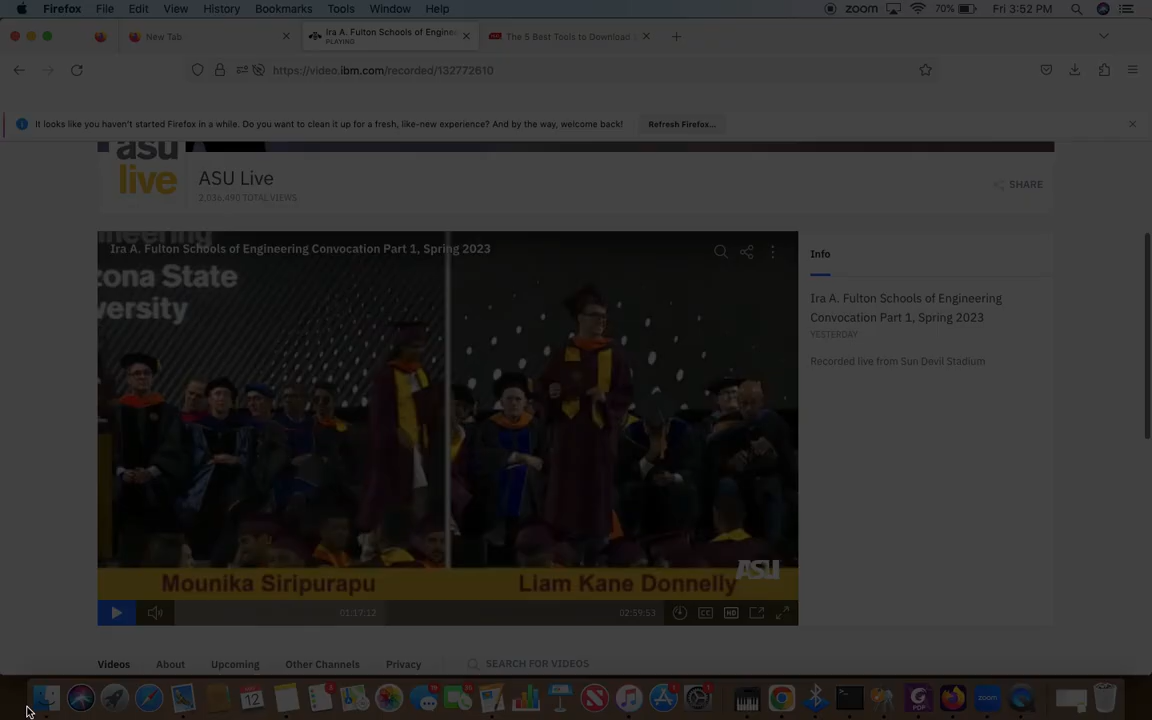 Firefox File Edit View History Bookmarks Tools Window Help zoom 70% Fri 3:52 PM
New Tab
Ira A. Fulton Schools of Enginee
PLAYING
The 5 Best Tools to Download
https://video.ibm.com/recorded/132772610
It looks like you haven't started Firefox in a while. Do you want to clean it up for a fresh, like-new experience? And by the way, welcome back! Refresh Firefox...
asu
live
ASU Live
2,036,490 TOTAL VIEWS
SHARE
Ira A. Fulton Schools of Engineering Convocation Part 1, Spring 2023
zona State
versity
Mounika Siripurapu
Liam Kane Donnelly
ASU
01:17:12
02:59:53
CC
HD
Info
Ira A. Fulton Schools of Engineering
Convocation Part 1, Spring 2023
YESTERDAY
Recorded live from Sun Devil Stadium
Videos About Upcoming Other Channels Privacy SEARCH FOR VIDEOS
12
zoom